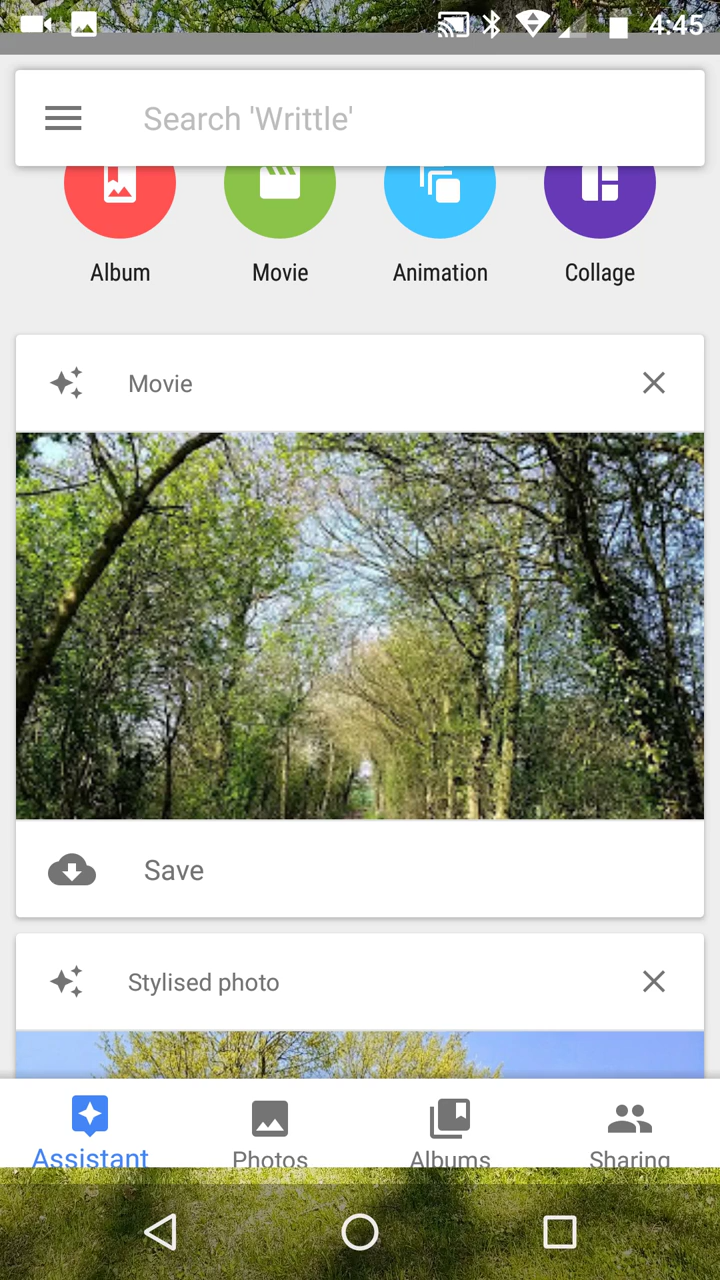 4:45
Search 'Writtle'
Album Movie Animation Collage
Movie
Save
Stylised photo
Assistant Photos Albums Sharing